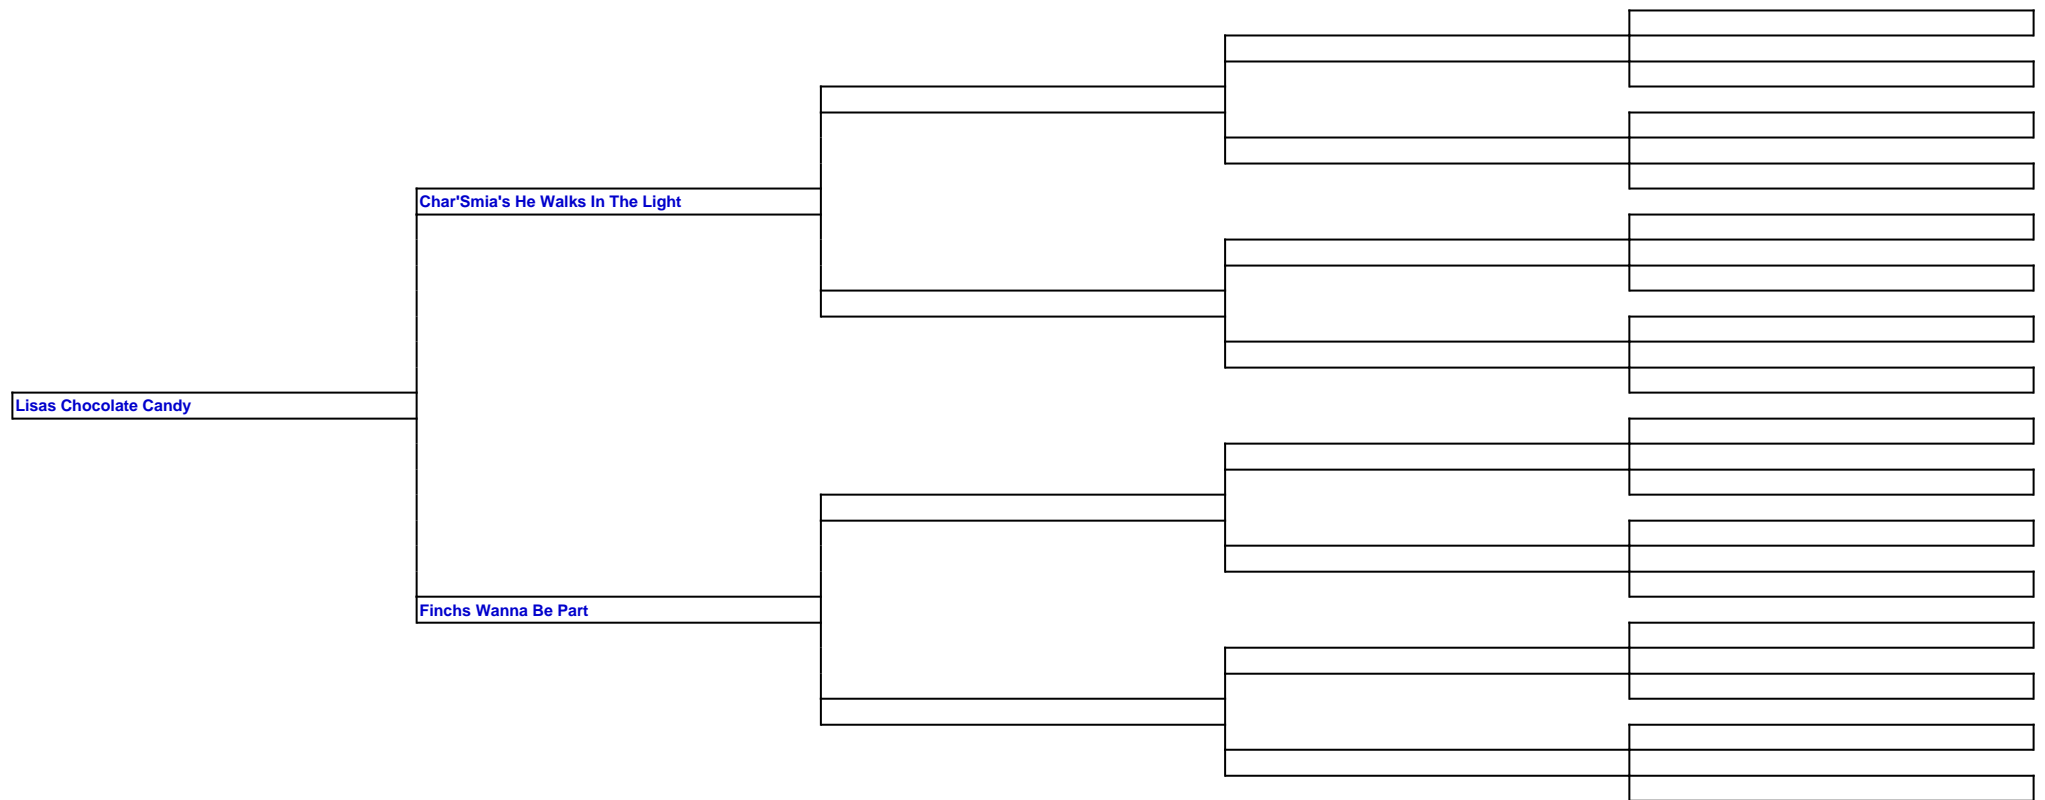 Char'Smia's He Walks In The Light
Lisas Chocolate Candy
Finchs Wanna Be Part